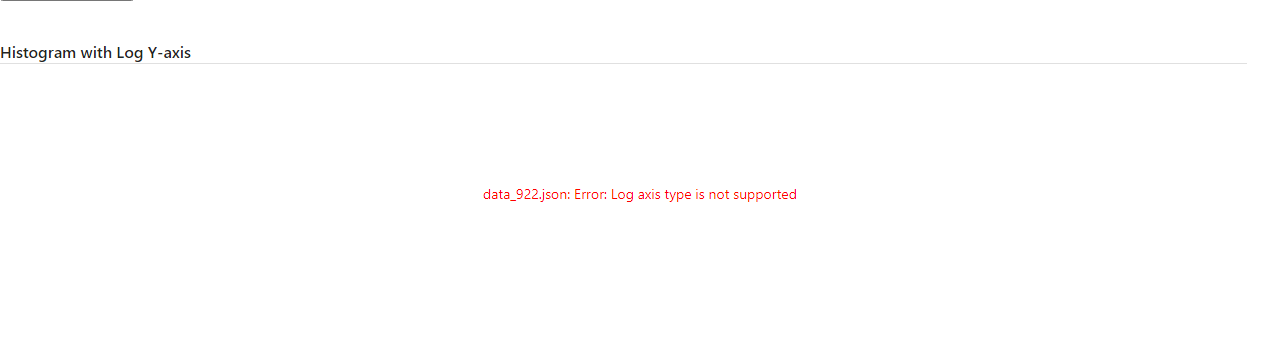 Histogram with Log Y-axis
data_922.json: Error: Log axis type is not supported